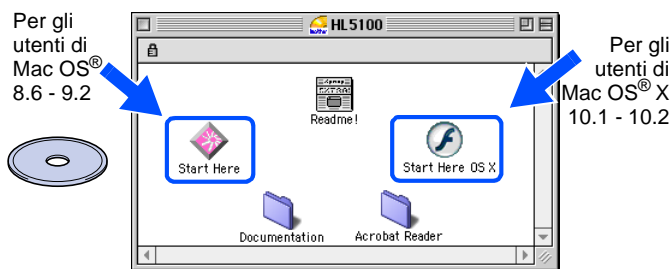 Per gli
utenti di
Mac OS®
8.6 - 9.2
HL5100
Readme!
Start Here
Start Here OS X
Documentation
Acrobat Reader
Per gli
utenti di
Mac OS® X
10.1 - 10.2